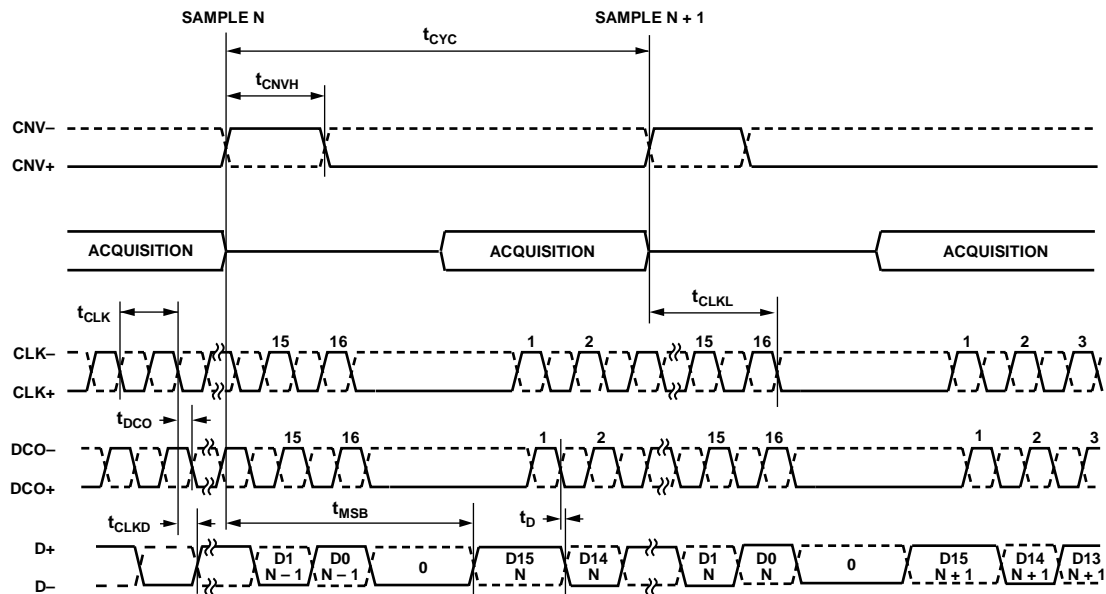 SAMPLE N SAMPLE N + 1
tCYC
tCNVH
CNV–
CNV+
ACQUISITION ACQUISITION ACQUISITION
tCLK tCLKL
CLK– 15 16 1 2 15 16 1 2 3
CLK+
tDCO
DCO– 15 16 1 2 15 16 1 2 3
DCO+
tCLKD tMSB tD
D+ D1 D0 0 D15 D14 D1 D0 0 D15 D14 D13
D– N – 1 N – 1 N N N N N + 1 N + 1 N + 1